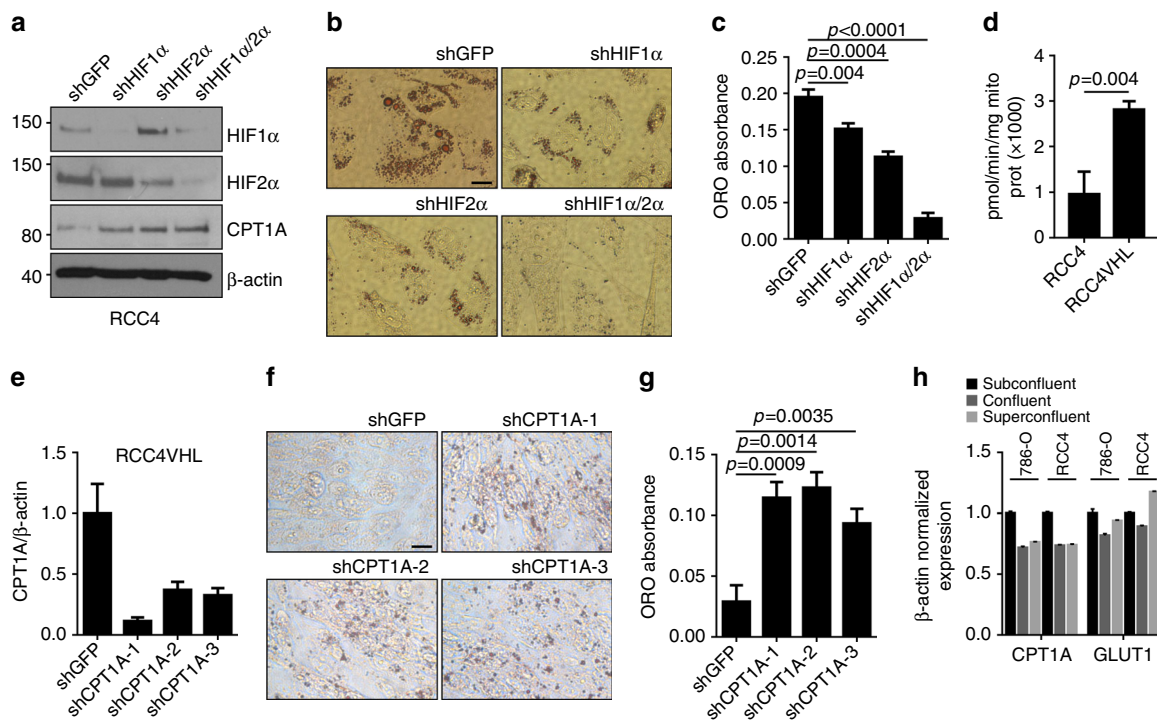 a
shGFP
shHIF1α
shHIF2α
shHIF1α/2α
150
HIF1α
150
HIF2α
80
CPT1A
40
β-actin
RCC4
b
shGFP
shHIF1α
shHIF2α
shHIF1α/2α
c
p<0.0001
p=0.0004
p=0.004
ORO absorbance
0.25
0.20
0.15
0.10
0.05
0.00
shGFP
shHIF1α
shHIF2α
shHIF1α/2α
d
p=0.004
pmol/min/mg mito
prot (×1000)
4
3
2
1
0
RCC4
RCC4VHL
e
RCC4VHL
CPT1A/β-actin
1.5
1.0
0.5
0.0
shGFP
shCPT1A-1
shCPT1A-2
shCPT1A-3
f
shGFP
shCPT1A-1
shCPT1A-2
shCPT1A-3
g
p=0.0035
p=0.0014
p=0.0009
ORO absorbance
0.15
0.10
0.05
0.00
shGFP
shCPT1A-1
shCPT1A-2
shCPT1A-3
h
Subconfluent
Confluent
Superconfluent
β-actin normalized
expression
1.5
1.0
0.5
0.0
786-O
RCC4
786-O
RCC4
CPT1A
GLUT1